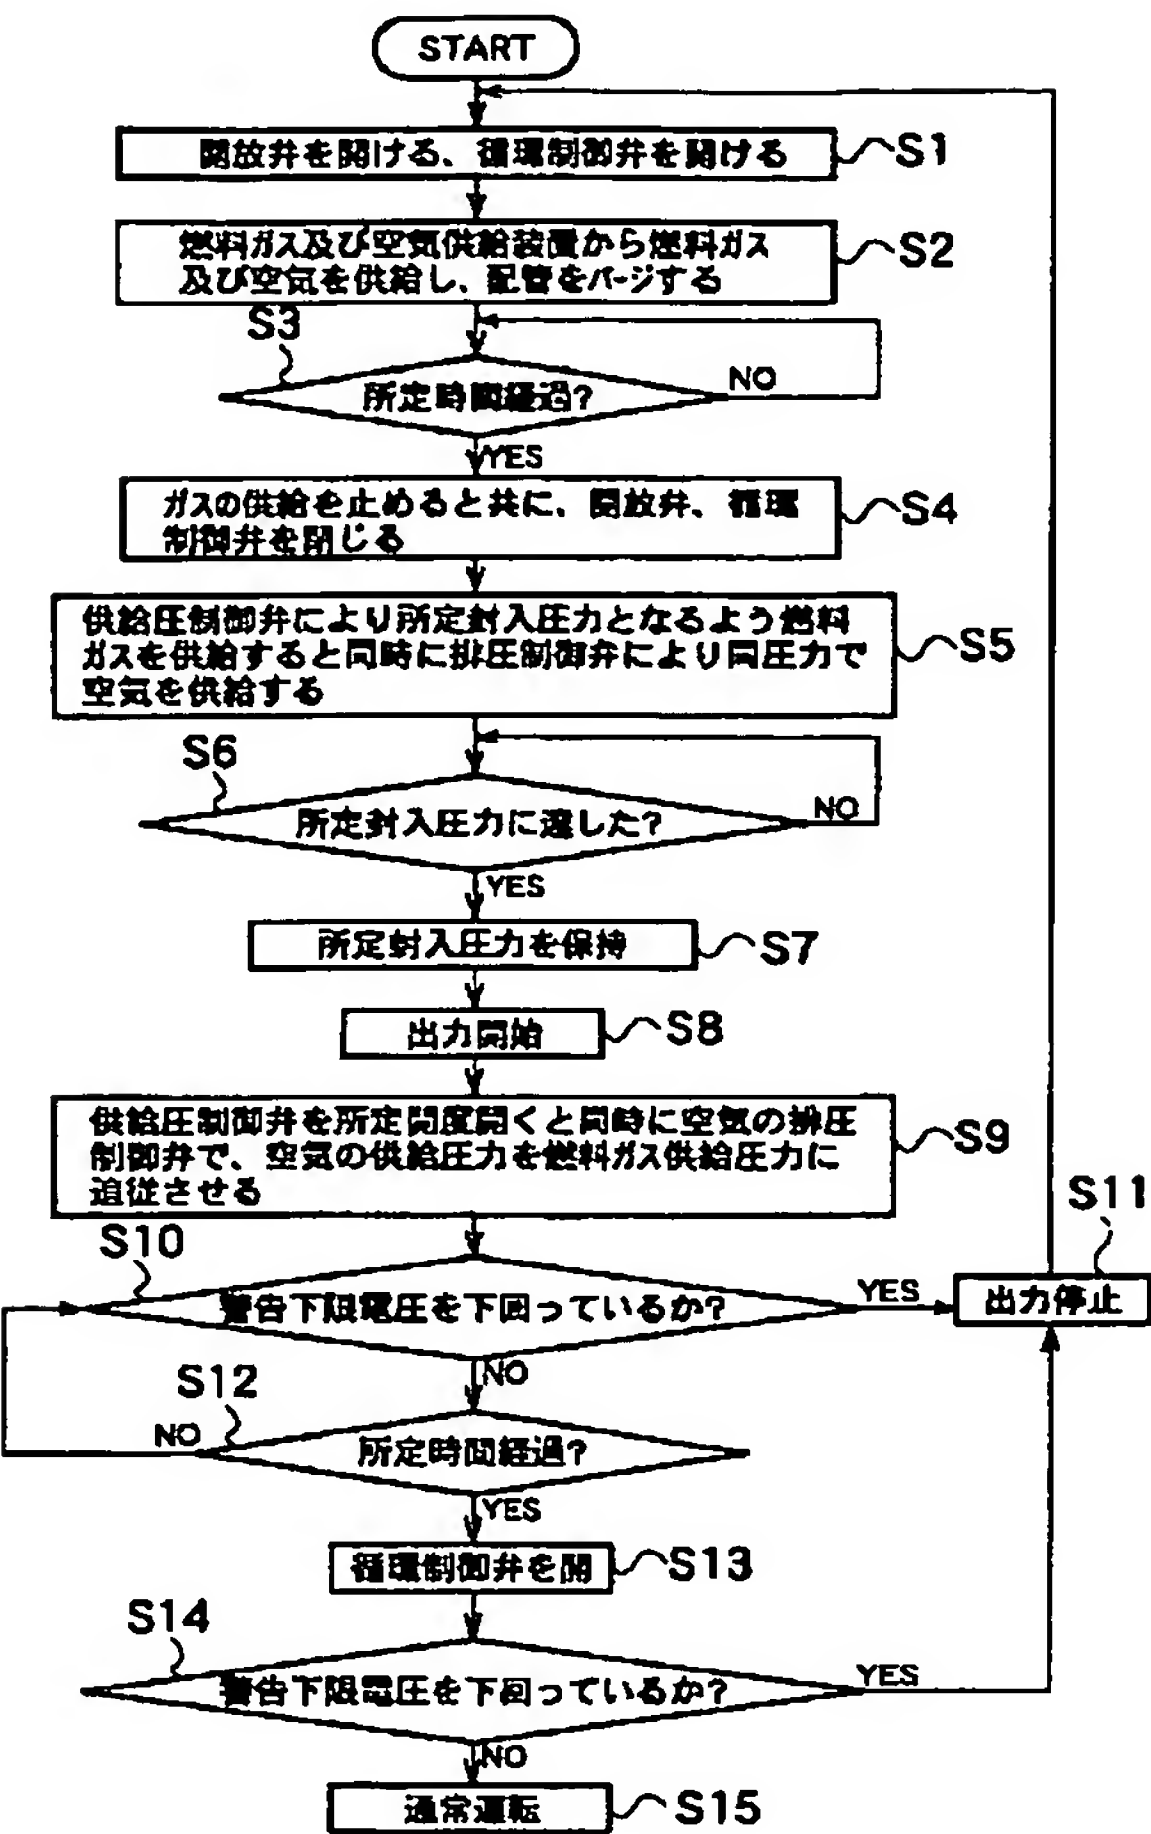 START
開放弁を開ける、循環制御弁を開ける
S1
燃料ガス及び空気供給装置から燃料ガス
及び空気を供給し、配管をパージする
S2
S3
所定時間経過?
NO
YES
ガスの供給を止めると共に、開放弁、循環
制御弁を閉じる
S4
供給圧制御弁により所定封入圧力となるよう燃料
ガスを供給すると同時に排圧制御弁により同圧力で
空気を供給する
S5
S6
所定封入圧力に達した?
NO
YES
所定封入圧力を保持
S7
出力開始
S8
供給圧制御弁を所定開度開くと同時に空気の排圧
制御弁で、空気の供給圧力を燃料ガス供給圧力に
追従させる
S9
S10
警告下限電圧を下回っているか?
YES
S11
出力停止
NO
S12
所定時間経過?
NO
YES
循環制御弁を開
S13
S14
警告下限電圧を下回っているか?
YES
NO
通常運転
S15